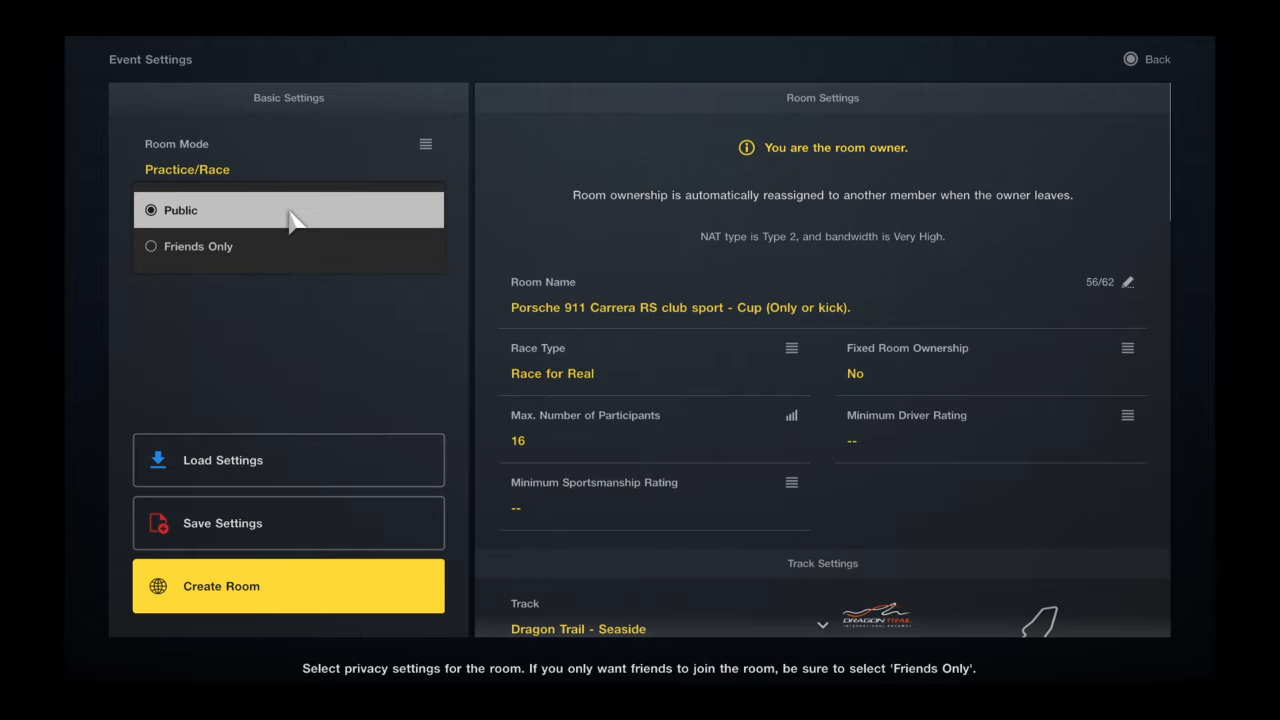 Event Settings
Back
Basic Settings
Room Mode
Practice/Race
Public
Friends Only
Load Settings
Save Settings
Create Room
Room Settings
You are the room owner.
Room ownership is automatically reassigned to another member when the owner leaves.
NAT type is Type 2, and bandwidth is Very High.
Room Name
56/62
Porsche 911 Carrera RS club sport - Cup (Only or kick).
Race Type
Race for Real
Fixed Room Ownership
No
Max. Number of Participants
16
Minimum Driver Rating
--
Minimum Sportsmanship Rating
--
Track Settings
Track
Dragon Trail - Seaside
DRAGON TRAIL
Select privacy settings for the room. If you only want friends to join the room, be sure to select 'Friends Only'.